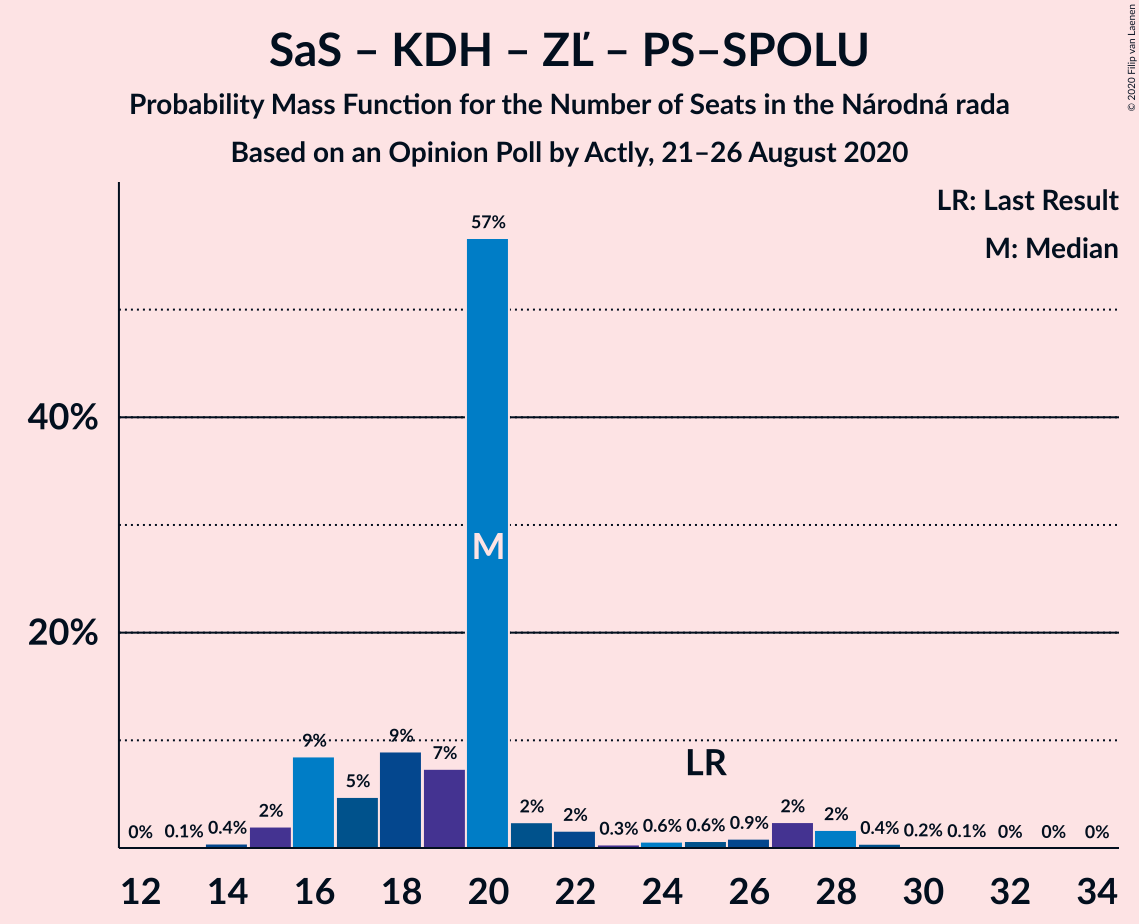 SaS – KDH – ZĽ – PS–SPOLU
Probability Mass Function for the Number of Seats in the Národná rada
Based on an Opinion Poll by Actly, 21–26 August 2020
© 2020 Filip van Laenen
LR: Last Result
M: Median
40%
20%
0%
0.1%
0.4%
2%
9%
5%
9%
7%
57%
2%
2%
0.3%
0.6%
0.6%
0.9%
2%
2%
0.4%
0.2%
0.1%
0%
0%
0%
M
LR
12 14 16 18 20 22 24 26 28 30 32 34